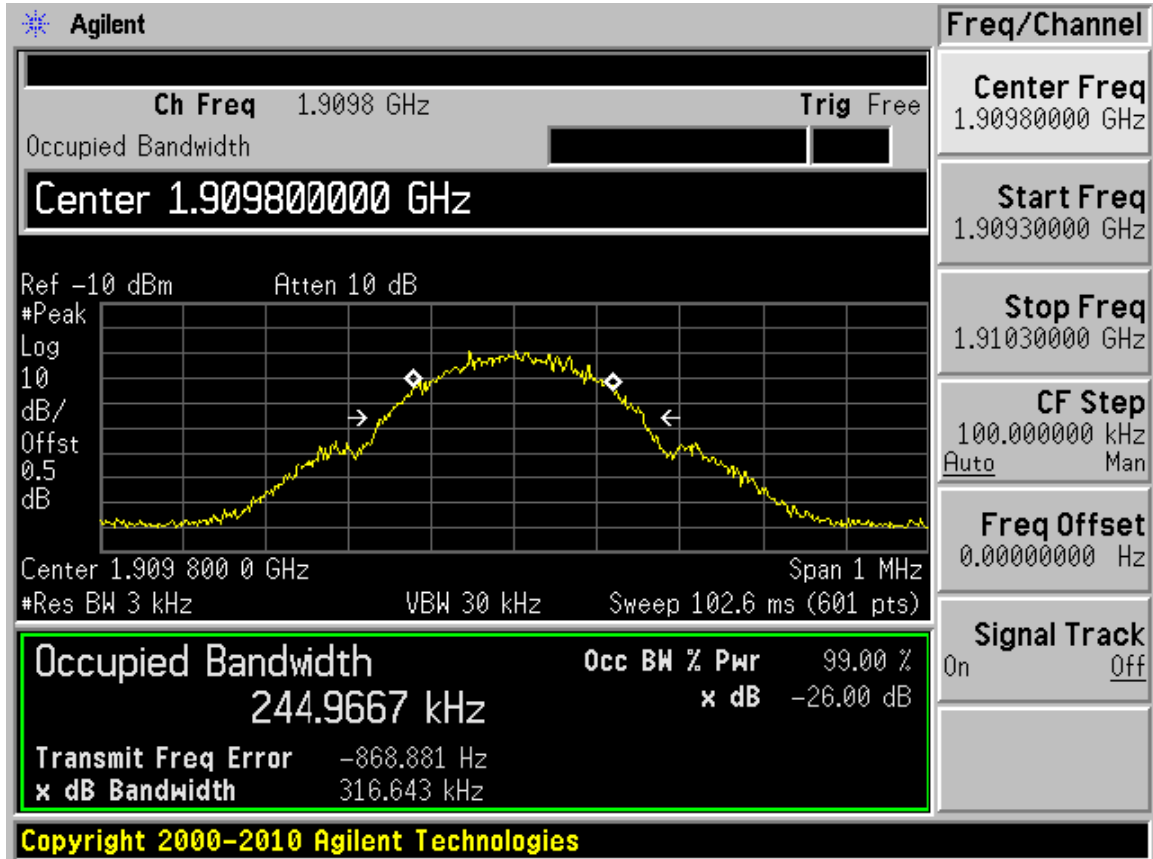 Agilent
Freq/Channel
Ch Freq 1.9098 GHz Trig Free
Occupied Bandwidth
Center 1.909800000 GHz
Ref -10 dBm Atten 10 dB
#Peak
Log
10
dB/
Offst
0.5
dB
Center 1.909 800 0 GHz Span 1 MHz
#Res BW 3 kHz VBW 30 kHz Sweep 102.6 ms (601 pts)
Occupied Bandwidth
244.9667 kHz
Occ BW % Pwr 99.00 %
x dB -26.00 dB
Transmit Freq Error -868.881 Hz
x dB Bandwidth 316.643 kHz
Center Freq
1.90980000 GHz
Start Freq
1.90930000 GHz
Stop Freq
1.91030000 GHz
CF Step
100.000000 kHz
Auto Man
Freq Offset
0.00000000 Hz
Signal Track
On Off
Copyright 2000-2010 Agilent Technologies